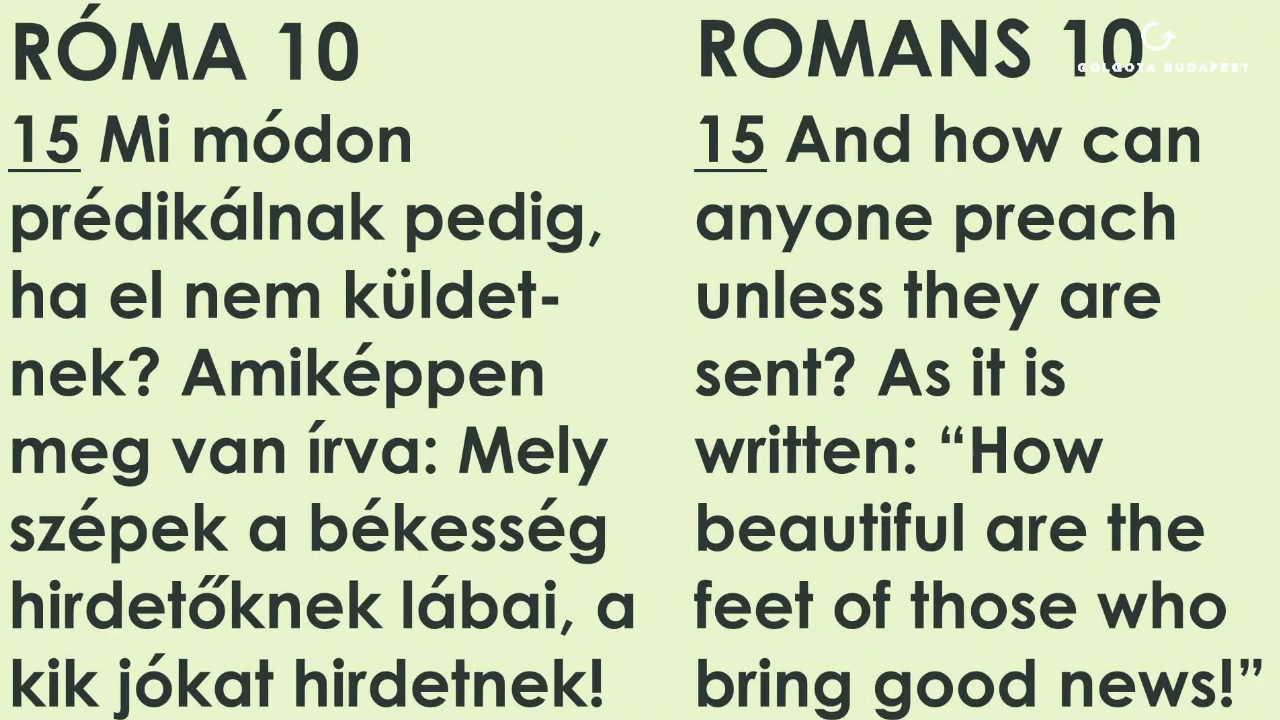 RÓMA 10
15 Mi módon
prédikálnak pedig,
ha el nem küldet-
nek? Amiképpen
meg van írva: Mely
szépek a békesség
hirdetőknek lábai, a
kik jókat hirdetnek!
ROMANS 10
15 And how can
anyone preach
unless they are
sent? As it is
written: “How
beautiful are the
feet of those who
bring good news!”
GOLGOTA BUDAPEST